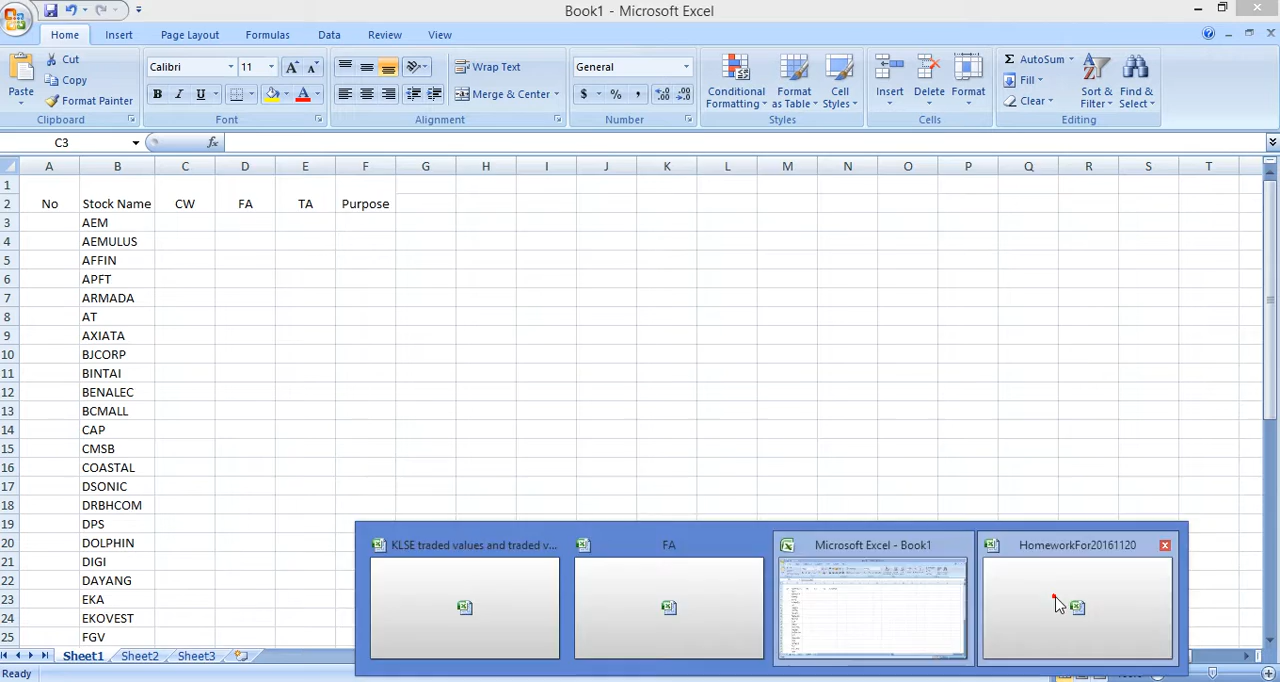 Book1 - Microsoft Excel
Home Insert Page Layout Formulas Data Review View
Paste Cut Copy Format Painter Clipboard
Calibri 11 A A B I U A Font
Wrap Text Merge & Center Alignment
General $ % , .0 .00 .00 .0 Number
Conditional Formatting Format as Table Cell Styles Styles
Insert Delete Format Cells
Σ AutoSum Fill Clear Sort & Filter Find & Select Editing
C3 fx
A B C D E F G H I J K L M N O P Q R S T
1
2 No Stock Name CW FA TA Purpose
3 AEM
4 AEMULUS
5 AFFIN
6 APFT
7 ARMADA
8 AT
9 AXIATA
10 BJCORP
11 BINTAI
12 BENALEC
13 BCMALL
14 CAP
15 CMSB
16 COASTAL
17 DSONIC
18 DRBHCOM
19 DPS
20 DOLPHIN
21 DIGI
22 DAYANG
23 EKA
24 EKOVEST
25 FGV
KLSE traded values and traded v... FA Microsoft Excel - Book1 HomeworkFor20161120
Sheet1 Sheet2 Sheet3
Ready